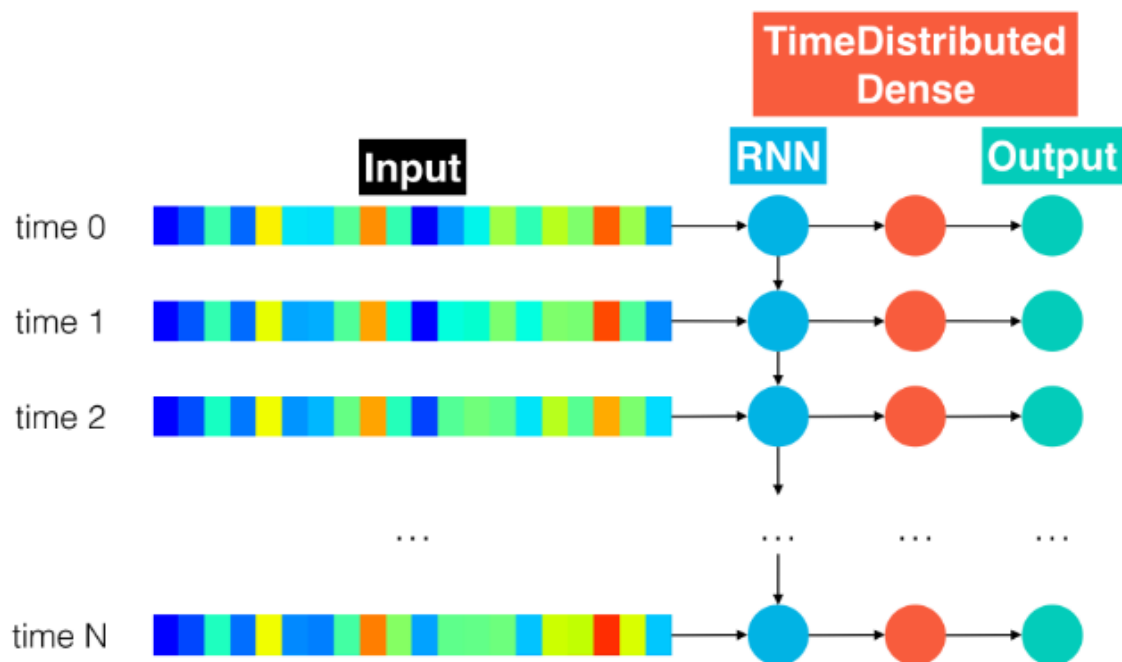 TimeDistributed
Dense
Input
RNN
Output
time 0
time 1
time 2
... ... ... ...
time N